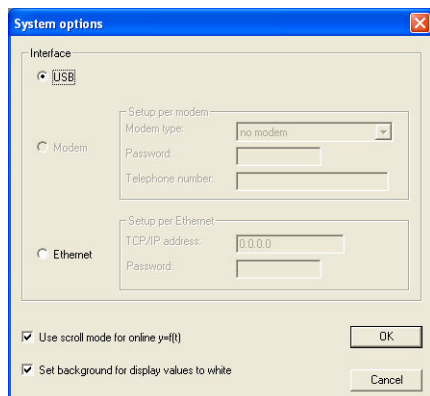 System options
Interface
USB
Setup per modem
Modem type: no modem
Modem
Password:
Telephone number:
Setup per Ethernet
TCP/IP address: 0.0.0.0
Ethernet
Password:
Use scroll mode for online y=f(t)
OK
Set background for display values to white
Cancel